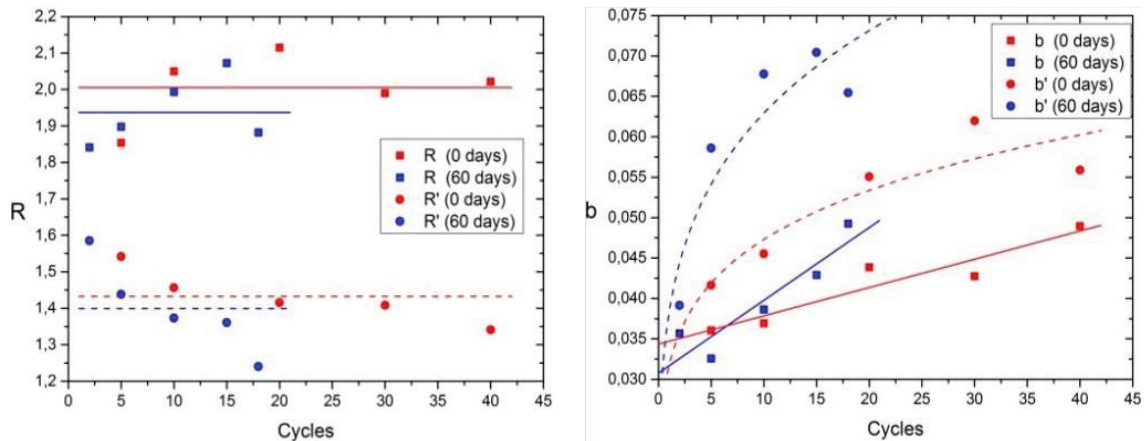 2,2
2,1
2,0
1,9
1,8
1,7
1,6
1,5
1,4
1,3
1,2
R
R (0 days)
R (60 days)
R' (0 days)
R' (60 days)
0 5 10 15 20 25 30 35 40 45
Cycles
0,075
0,070
0,065
0,060
0,055
0,050
0,045
0,040
0,035
0,030
b
b (0 days)
b (60 days)
b' (0 days)
b' (60 days)
0 5 10 15 20 25 30 35 40 45
Cycles